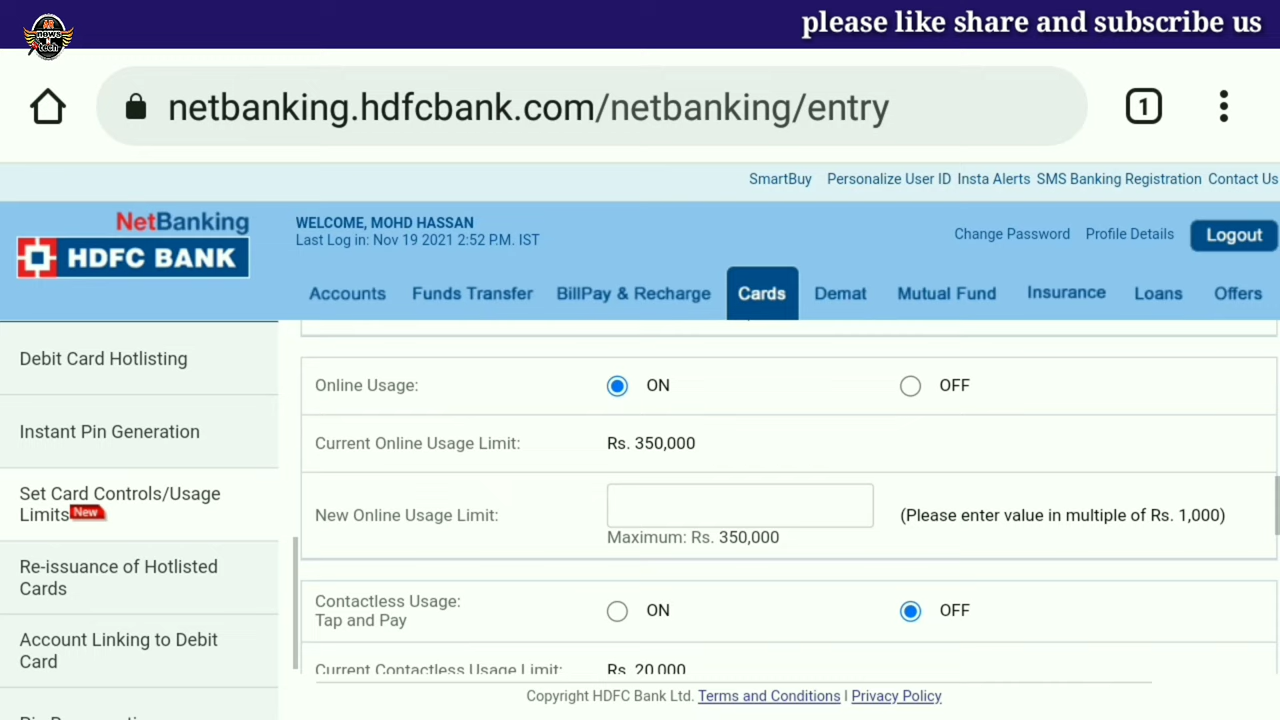 please like share and subscribe us
AR
news
tech
netbanking.hdfcbank.com/netbanking/entry
1
SmartBuy Personalize User ID Insta Alerts SMS Banking Registration Contact Us
NetBanking
HDFC BANK
WELCOME, MOHD HASSAN
Last Log in: Nov 19 2021 2:52 P.M. IST
Change Password Profile Details Logout
Accounts Funds Transfer BillPay & Recharge Cards Demat Mutual Fund Insurance Loans Offers
Debit Card Hotlisting
Instant Pin Generation
Set Card Controls/Usage
Limits New
Re-issuance of Hotlisted
Cards
Account Linking to Debit
Card
Online Usage: ON OFF
Current Online Usage Limit: Rs. 350,000
New Online Usage Limit: (Please enter value in multiple of Rs. 1,000)
Maximum: Rs. 350,000
Contactless Usage:
Tap and Pay ON OFF
Current Contactless Usage Limit: Rs. 20,000
Copyright HDFC Bank Ltd. Terms and Conditions | Privacy Policy